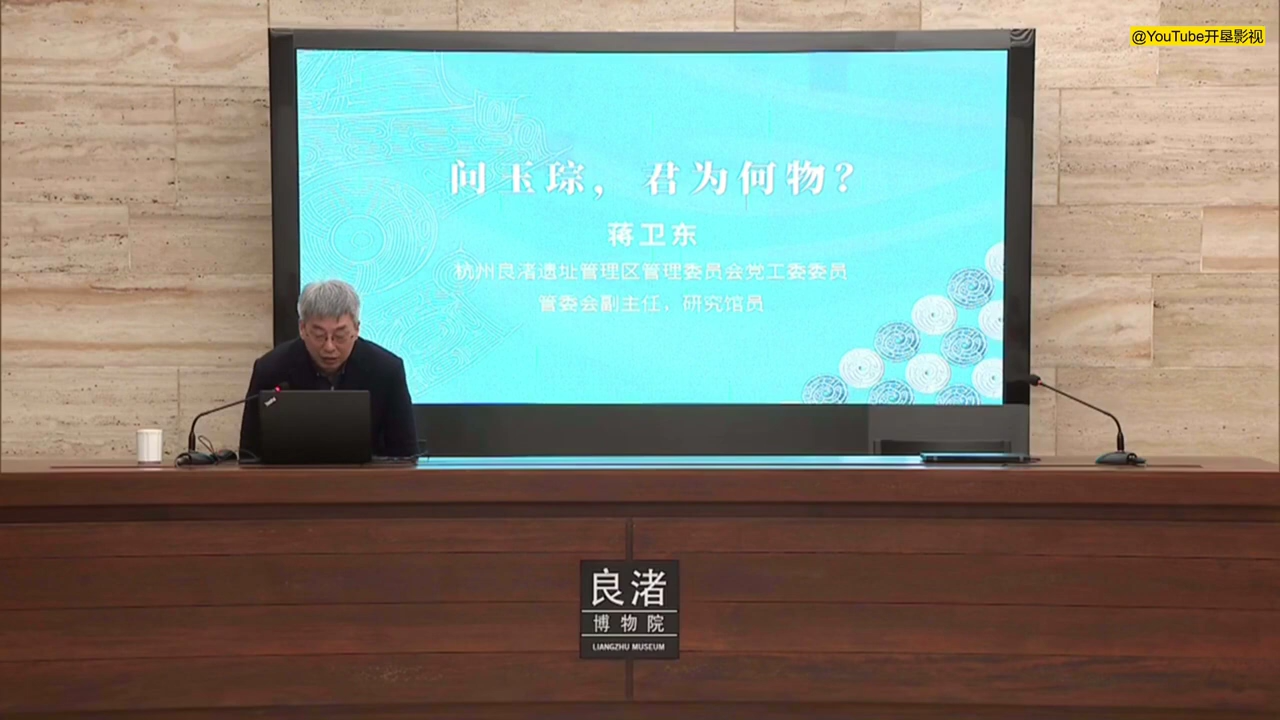 @YouTube开垦影视
问玉琮，君为何物？
蒋卫东
杭州良渚遗址管理区管理委员会党工委委员
管委会副主任，研究馆员
良渚
博物院
LIANGZHU MUSEUM